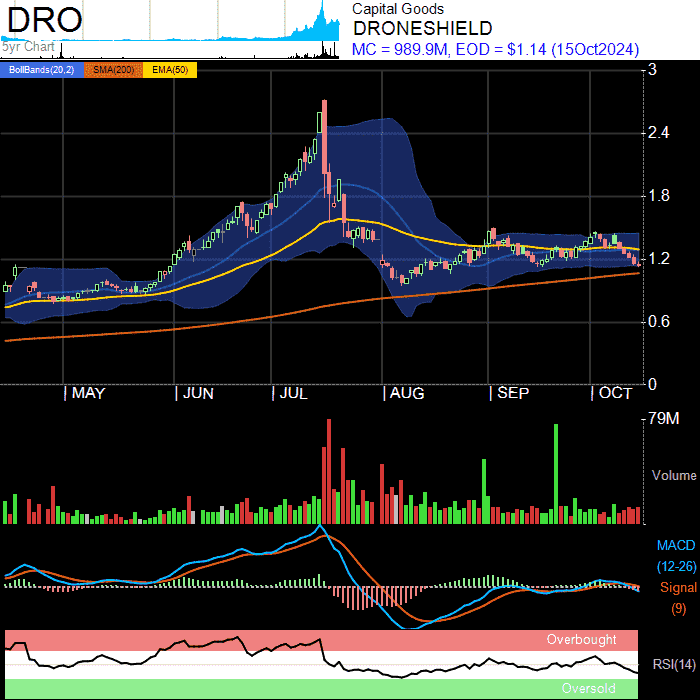 DRO
5yr Chart
Capital Goods
DRONESHIELD
MC = 989.9M, EOD = $1.14 (15Oct2024)
BollBands(20,2) SMA(200) EMA(50)
3
2.4
1.8
1.2
0.6
0
MAY JUN JUL AUG SEP OCT
79M
Volume
MACD
(12-26)
Signal
(9)
Overbought
RSI(14)
Oversold